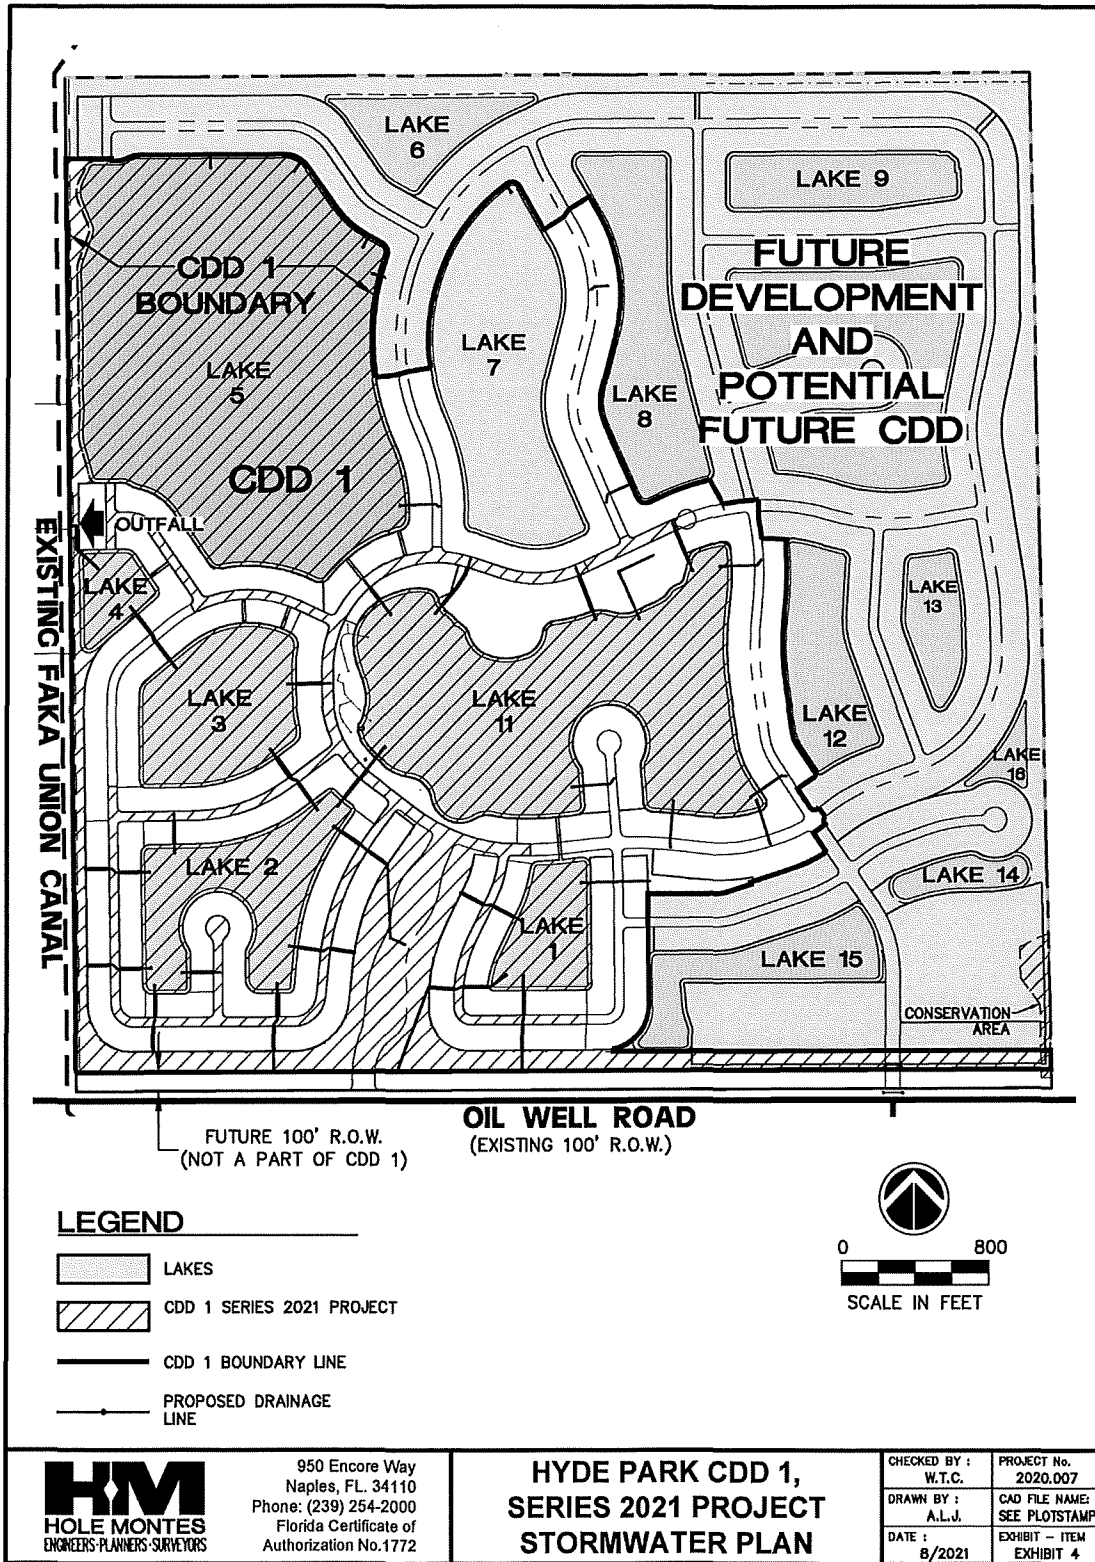 LAKE
6
LAKE 9
CDD 1
BOUNDARY
LAKE
5
LAKE
7
LAKE
8
FUTURE
DEVELOPMENT
AND
POTENTIAL
FUTURE CDD
CDD 1
OUTFALL
LAKE
4
EXISTING FAKA UNION CANAL
LAKE
3
LAKE
11
LAKE
12
LAKE
13
LAKE
16
LAKE 2
LAKE
1
LAKE 14
LAKE 15
CONSERVATION
AREA
OIL WELL ROAD
(EXISTING 100' R.O.W.)
FUTURE 100' R.O.W.
(NOT A PART OF CDD 1)
LEGEND
LAKES
CDD 1 SERIES 2021 PROJECT
CDD 1 BOUNDARY LINE
PROPOSED DRAINAGE
LINE
0 800
SCALE IN FEET
HM
HOLE MONTES
ENGINEERS·PLANNERS·SURVEYORS
950 Encore Way
Naples, FL. 34110
Phone: (239) 254-2000
Florida Certificate of
Authorization No.1772
HYDE PARK CDD 1,
SERIES 2021 PROJECT
STORMWATER PLAN
CHECKED BY :
W.T.C.
PROJECT No.
2020.007
DRAWN BY :
A.L.J.
CAD FILE NAME:
SEE PLOTSTAMP
DATE :
8/2021
EXHIBIT - ITEM
EXHIBIT 4